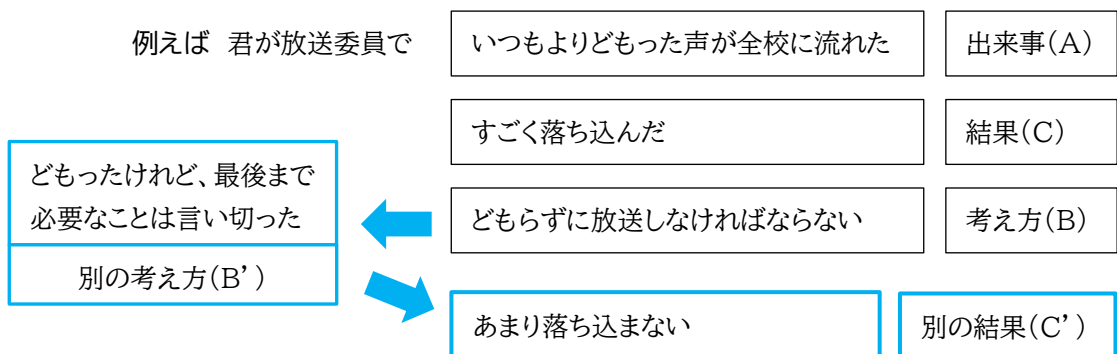 例えば 君が放送委員で
いつもよりどもった声が全校に流れた
出来事(A)
すごく落ち込んだ
結果(C)
どもらずに放送しなければならない
考え方(B)
どもったけれど、最後まで
必要なことは言い切った
別の考え方(B’)
あまり落ち込まない
別の結果(C’)